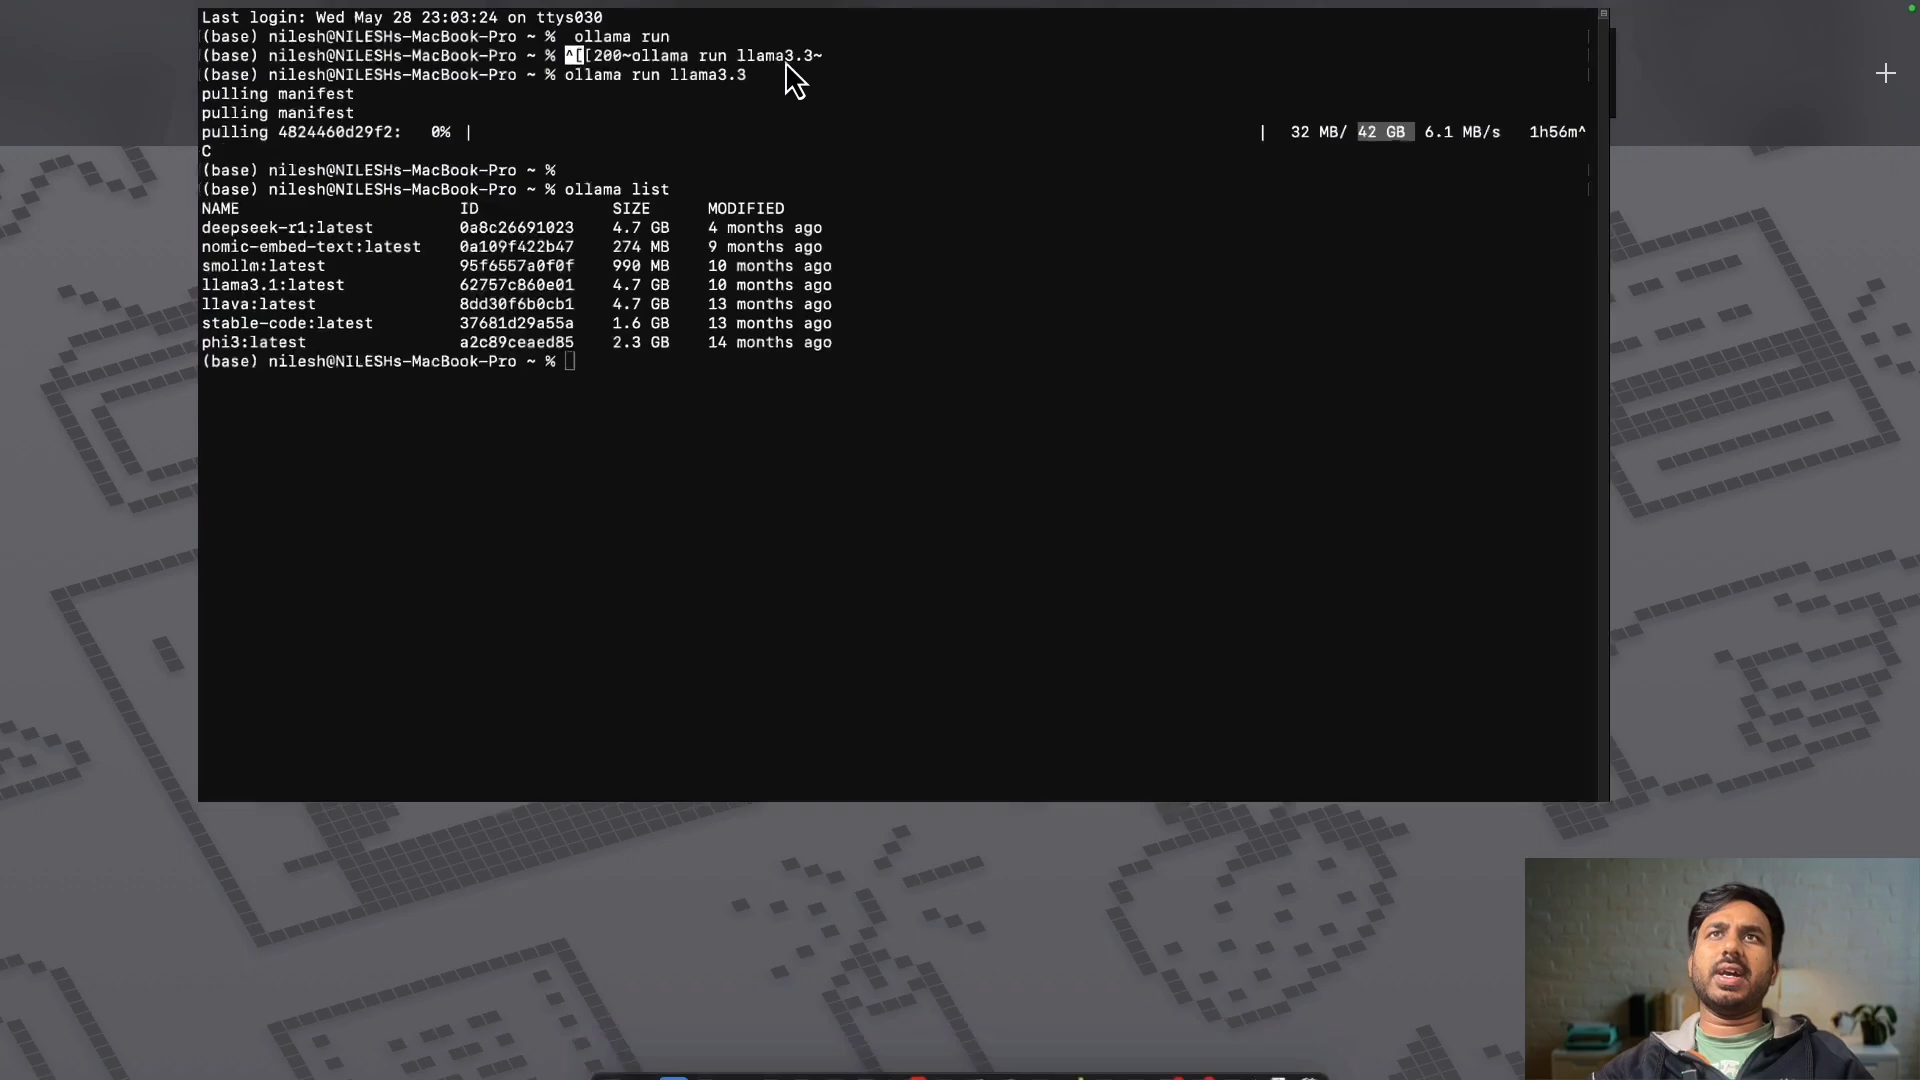 Last login: Wed May 28 23:03:24 on ttys030
(base) nilesh@NILESHs-MacBook-Pro ~ %  ollama run
(base) nilesh@NILESHs-MacBook-Pro ~ % ^[[200~ollama run llama3.3~
(base) nilesh@NILESHs-MacBook-Pro ~ % ollama run llama3.3
pulling manifest
pulling manifest
pulling 4824460d29f2:   0% |                | 32 MB/ 42 GB  6.1 MB/s   1h56m^
C
(base) nilesh@NILESHs-MacBook-Pro ~ %
(base) nilesh@NILESHs-MacBook-Pro ~ % ollama list
NAME                       ID              SIZE      MODIFIED
deepseek-r1:latest         0a8c26691023    4.7 GB    4 months ago
nomic-embed-text:latest    0a109f422b47    274 MB    9 months ago
smollm:latest              95f6557a0f0f    990 MB    10 months ago
llama3.1:latest            62757c860e01    4.7 GB    10 months ago
llava:latest               8dd30f6b0cb1    4.7 GB    13 months ago
stable-code:latest         37681d29a55a    1.6 GB    13 months ago
phi3:latest                a2c89ceaed85    2.3 GB    14 months ago
(base) nilesh@NILESHs-MacBook-Pro ~ %